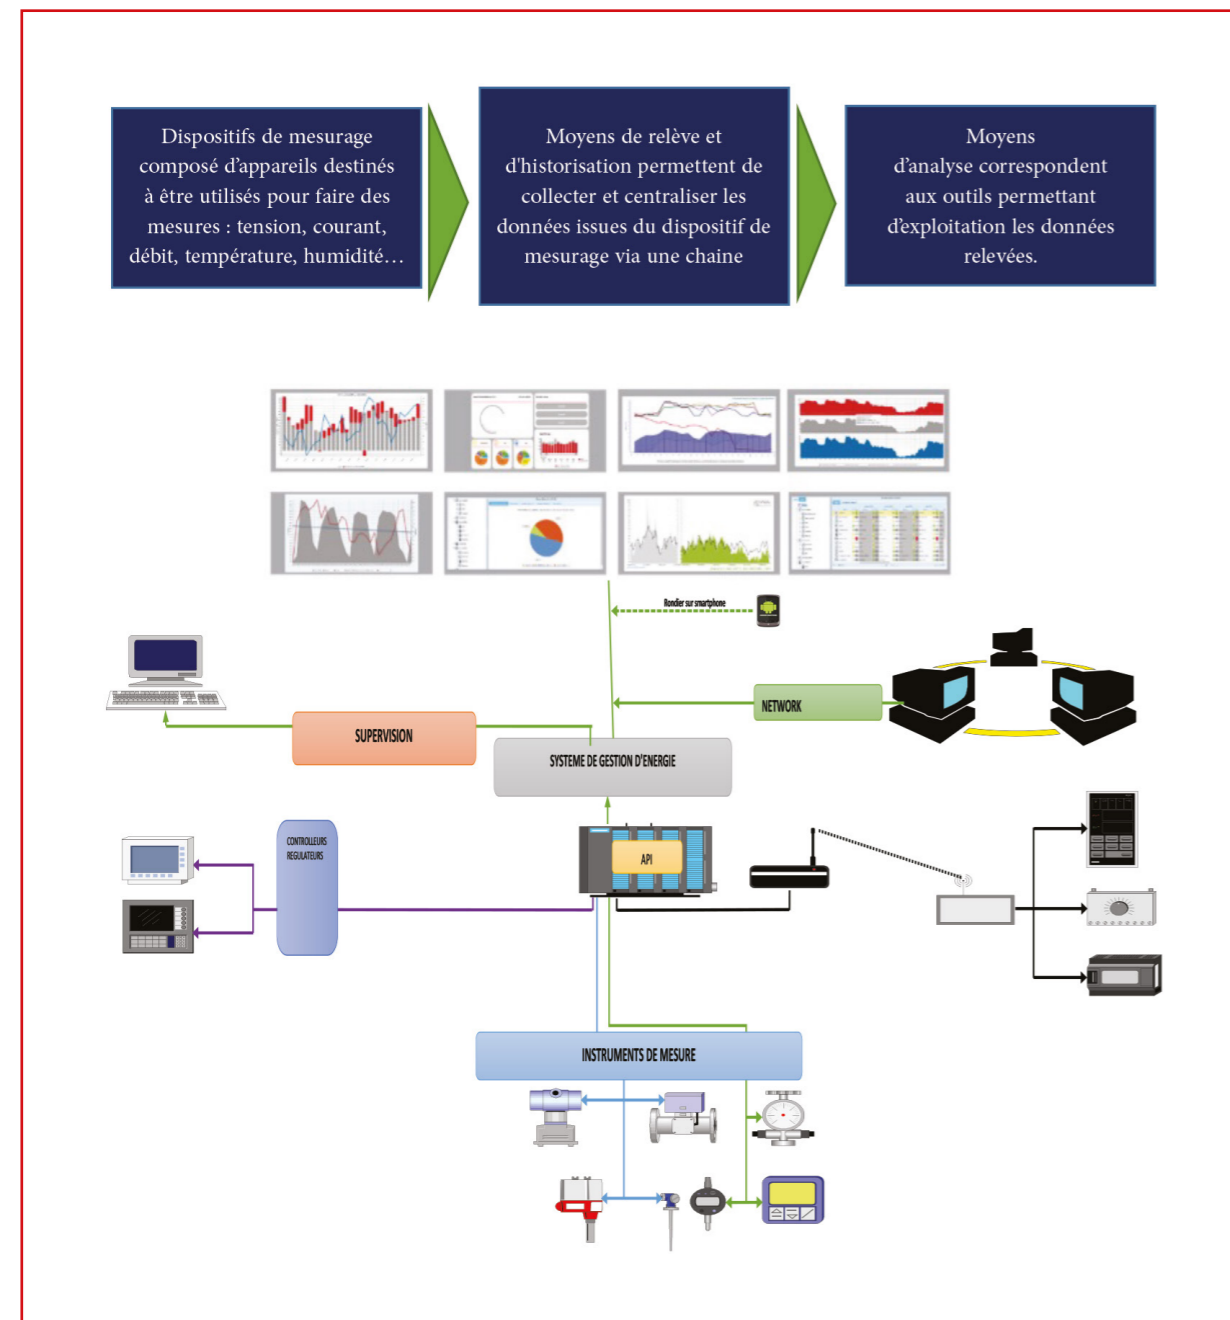 Dispositifs de mesurage
composé d'appareils destinés
à être utilisés pour faire des
mesures : tension, courant,
débit, température, humidité…
Moyens de relève et
d'historisation permettent de
collecter et centraliser les
données issues du dispositif de
mesurage via une chaine
Moyens
d'analyse correspondent
aux outils permettant
d'exploitation les données
relevées.
Rondier sur smartphone
NETWORK
SUPERVISION
SYSTEME DE GESTION D'ENERGIE
CONTROLLEURS
REGULATEURS
API
INSTRUMENTS DE MESURE